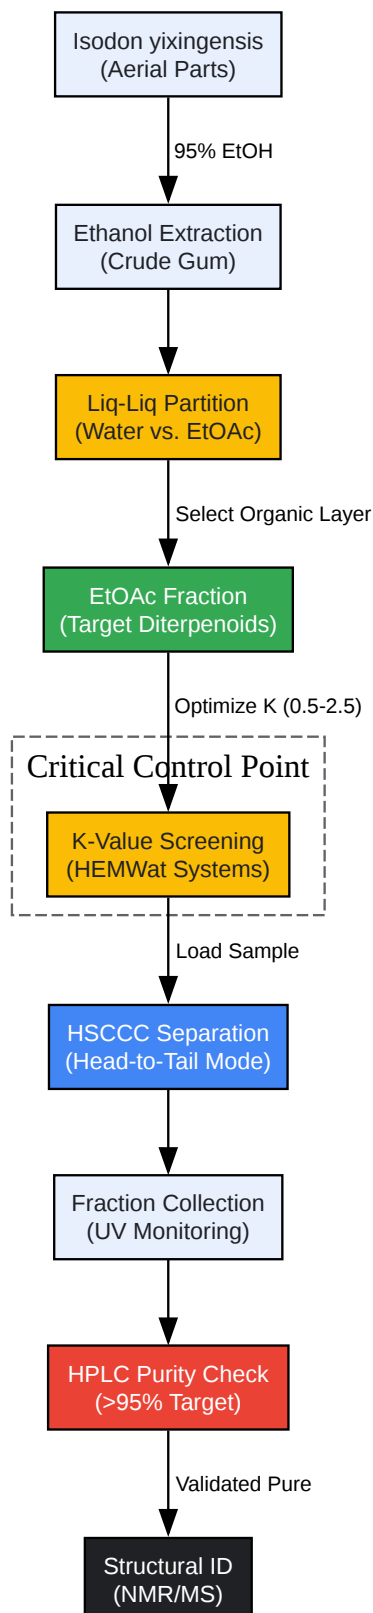 Isodon yixingensis
(Aerial Parts)
95% EtOH
Ethanol Extraction
(Crude Gum)
Liq-Liq Partition
(Water vs. EtOAc)
Select Organic Layer
EtOAc Fraction
(Target Diterpenoids)
Optimize K (0.5-2.5)
Critical Control Point
K-Value Screening
(HEMWat Systems)
Load Sample
HSCCC Separation
(Head-to-Tail Mode)
Fraction Collection
(UV Monitoring)
HPLC Purity Check
(>95% Target)
Validated Pure
Structural ID
(NMR/MS)